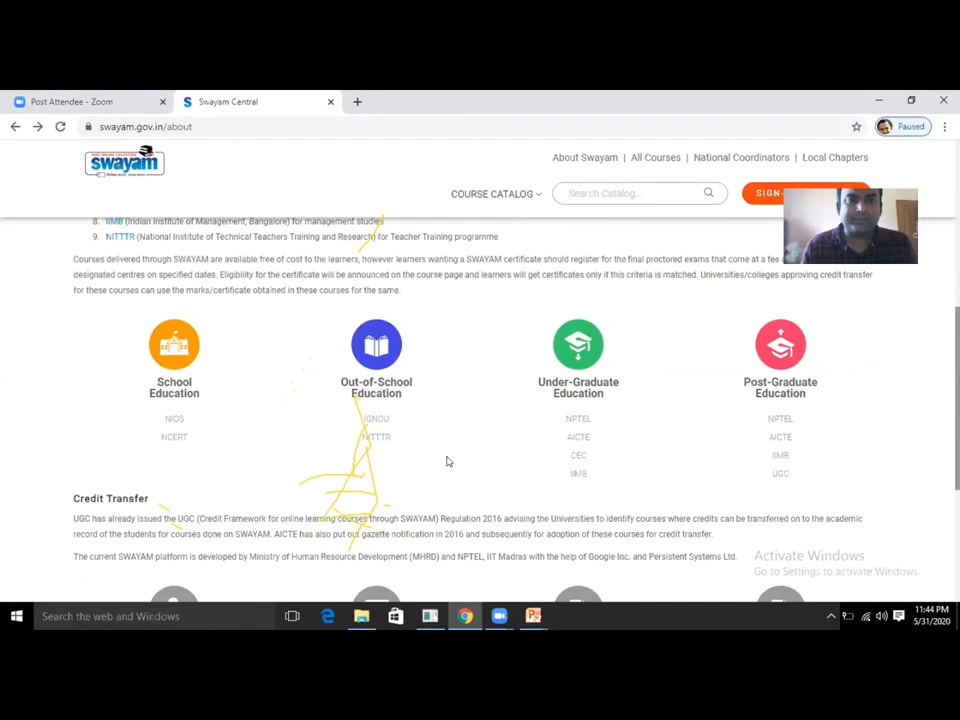 Post Attendee - Zoom
Swayam Central
swayam.gov.in/about
Paused
swayam
About Swayam | All Courses | National Coordinators | Local Chapters
COURSE CATALOG
Search Catalog...
SIGN-
8. IIMB (Indian Institute of Management, Bangalore) for management studies
9. NITTTR (National Institute of Technical Teachers Training and Research) for Teacher Training programme
Courses delivered through SWAYAM are available free of cost to the learners, however learners wanting a SWAYAM certificate should register for the final proctored exams that come at a fee
designated centres on specified dates. Eligibility for the certificate will be announced on the course page and learners will get certificates only if this criteria is matched. Universities/colleges approving credit transfer
for these courses can use the marks/certificate obtained in these courses for the same.
School
Education
NIOS
NCERT
Out-of-School
Education
IGNOU
NITTTR
Under-Graduate
Education
NPTEL
AICTE
CEC
IIMB
Post-Graduate
Education
NPTEL
AICTE
IIMB
UGC
Credit Transfer
UGC has already issued the UGC (Credit Framework for online learning courses through SWAYAM) Regulation 2016 advising the Universities to identify courses where credits can be transferred on to the academic
record of the students for courses done on SWAYAM. AICTE has also put out gazette notification in 2016 and subsequently for adoption of these courses for credit transfer.
The current SWAYAM platform is developed by Ministry of Human Resource Development (MHRD) and NPTEL, IIT Madras with the help of Google Inc. and Persistent Systems Ltd.
Activate Windows
Go to Settings to activate Windows.
Search the web and Windows
11:44 PM
5/31/2020